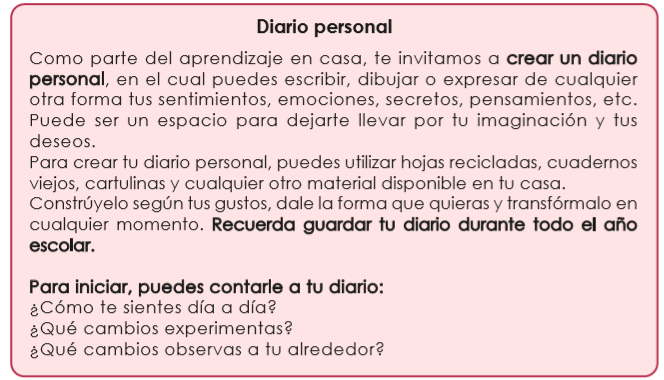 Diario personal
Como parte del aprendizaje en casa, te invitamos a crear un diario
personal, en el cual puedes escribir, dibujar o expresar de cualquier
otra forma tus sentimientos, emociones, secretos, pensamientos, etc.
Puede ser un espacio para dejarte llevar por tu imaginación y tus
deseos.
Para crear tu diario personal, puedes utilizar hojas recicladas, cuadernos
viejos, cartulinas y cualquier otro material disponible en tu casa.
Constrúyelo según tus gustos, dale la forma que quieras y transfórmalo en
cualquier momento. Recuerda guardar tu diario durante todo el año
escolar.
Para iniciar, puedes contarle a tu diario:
¿Cómo te sientes día a día?
¿Qué cambios experimentas?
¿Qué cambios observas a tu alrededor?